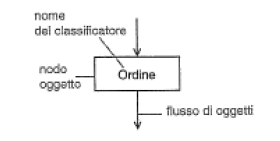 nome
del classificatore
nodo
oggetto
Ordine
flusso di oggetti